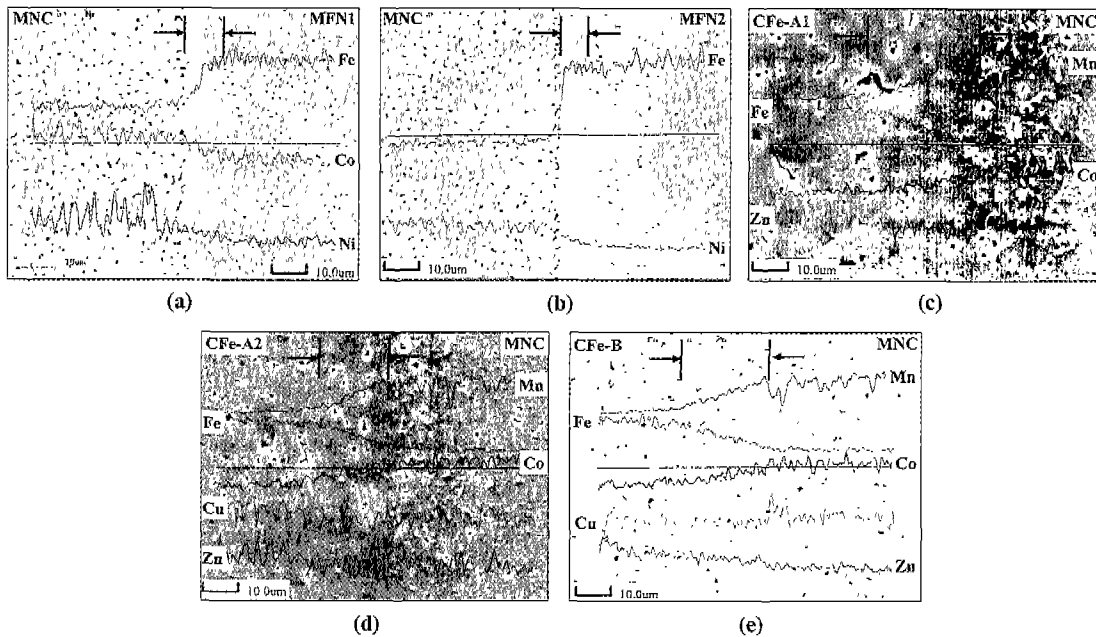 MNC MFN1
Fe
Co
Ni
10.0um
(a)
MNC MFN2
Fe
Ni
10.0um
(b)
CFe-A1 MNC
Mn
Fe
Co
Zn
10.0um
(c)
CFe-A2 MNC
Mn
Fe
Co
Cu
Zn
10.0um
(d)
CFe-B MNC
Mn
Fe
Co
Cu
Zn
10.0um
(e)